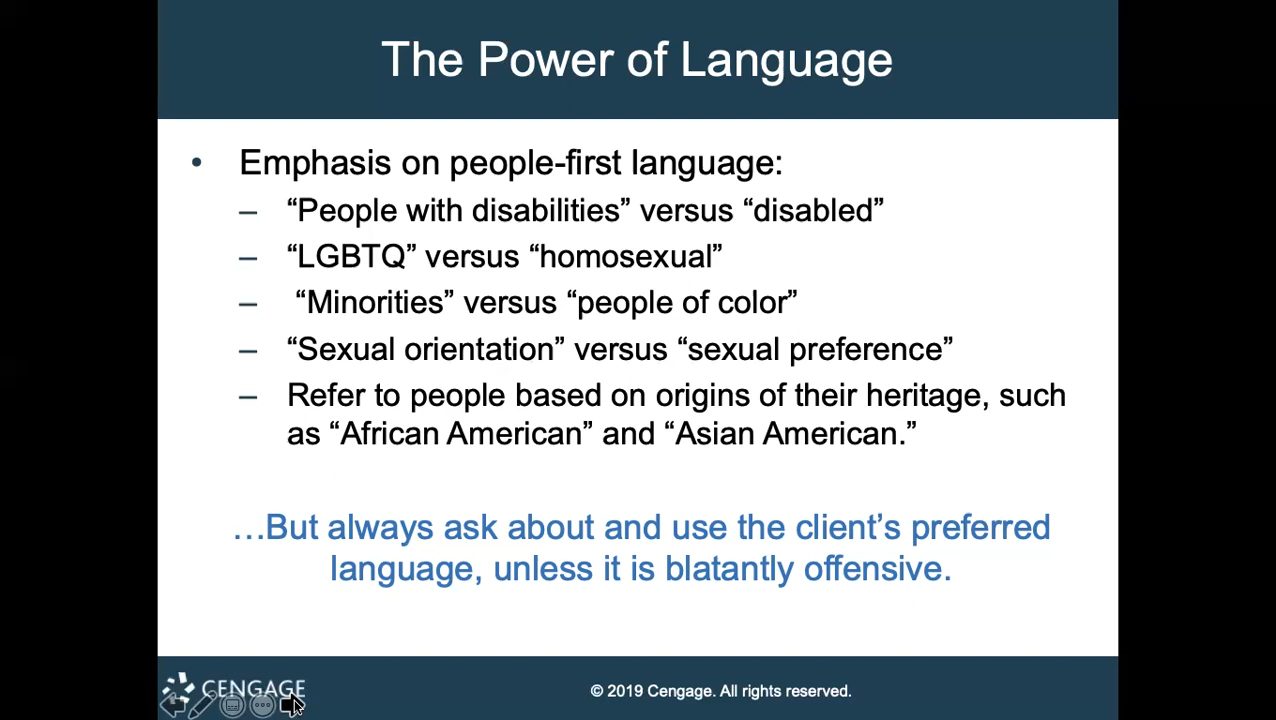 The Power of Language
• Emphasis on people-first language:
– “People with disabilities” versus “disabled”
– “LGBTQ” versus “homosexual”
– “Minorities” versus “people of color”
– “Sexual orientation” versus “sexual preference”
– Refer to people based on origins of their heritage, such
as “African American” and “Asian American.”
…But always ask about and use the client’s preferred
language, unless it is blatantly offensive.
CENGAGE
© 2019 Cengage. All rights reserved.